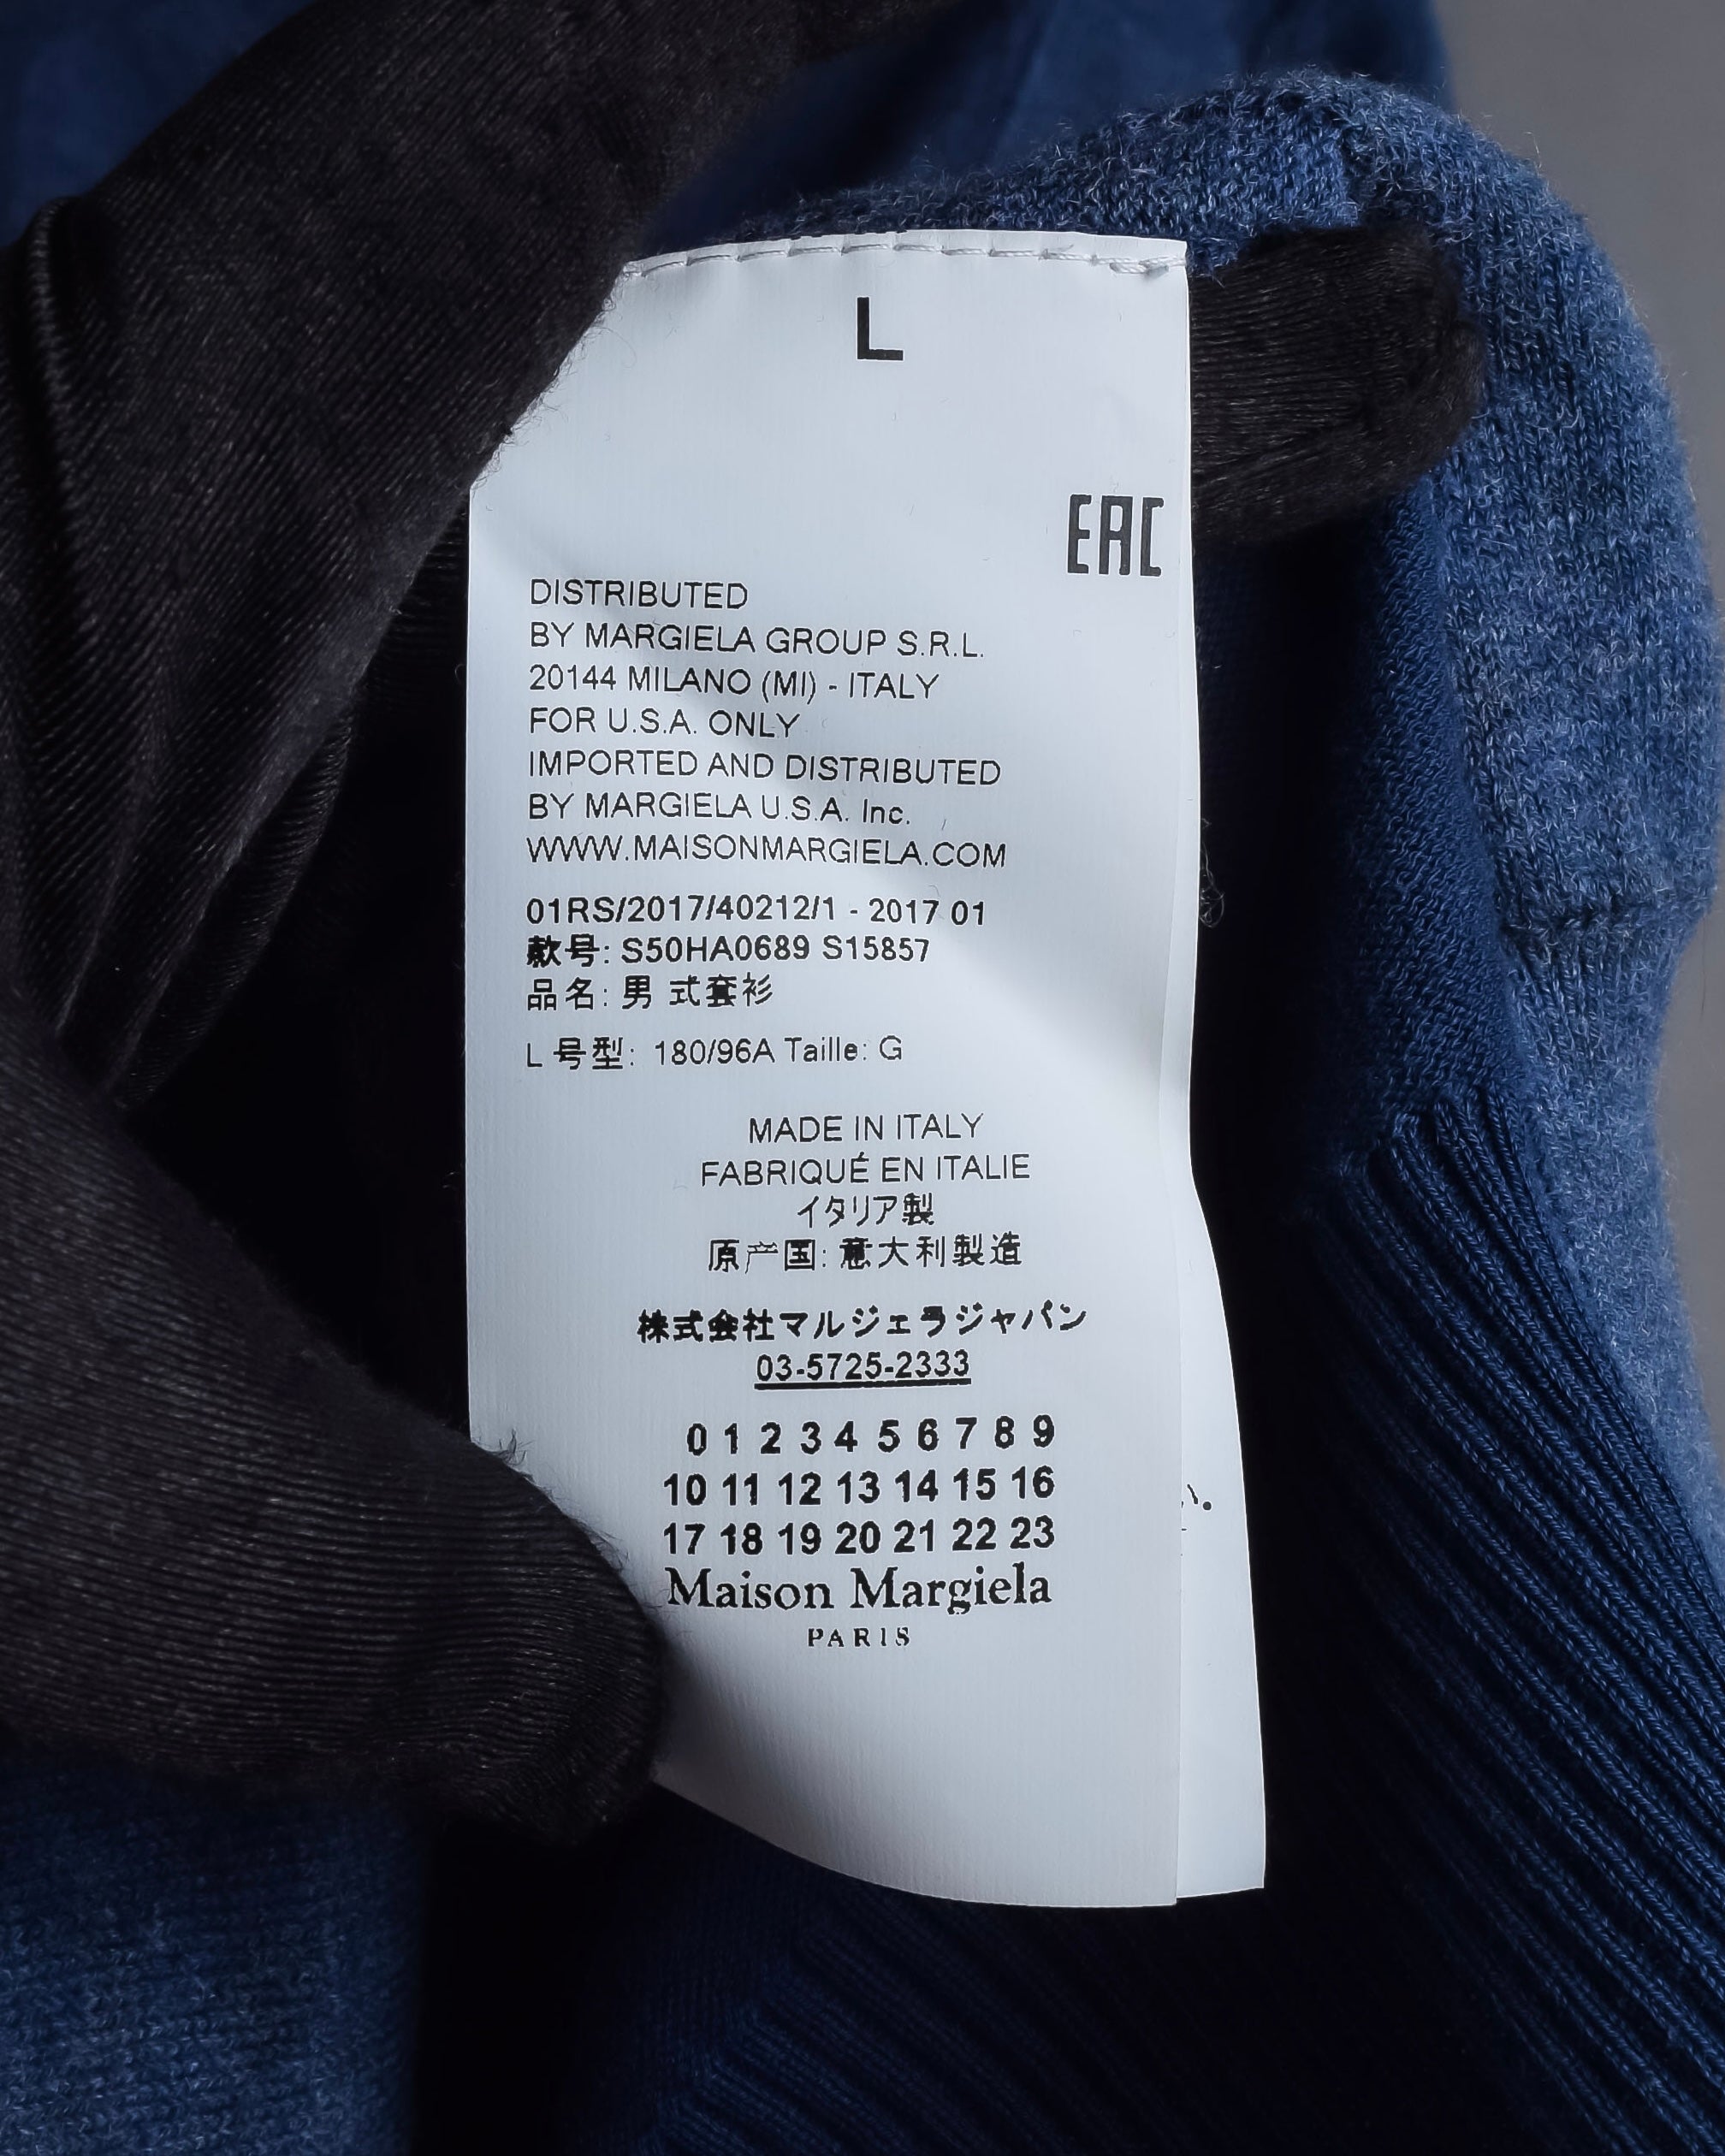 L
EAC
DISTRIBUTED
BY MARGIELA GROUP S.R.L.
20144 MILANO (MI) - ITALY
FOR U.S.A. ONLY
IMPORTED AND DISTRIBUTED
BY MARGIELA U.S.A. Inc.
WWW.MAISONMARGIELA.COM
01RS/2017/40212/1 - 2017 01
款号: S50HA0689 S15857
品名: 男 式套衫
L 号型: 180/96A Taille: G
MADE IN ITALY
FABRIQUÉ EN ITALIE
イタリア製
原产国: 意大利製造
株式会社マルジェラジャパン
03-5725-2333
0 1 2 3 4 5 6 7 8 9
10 11 12 13 14 15 16
17 18 19 20 21 22 23
Maison Margiela
PARIS